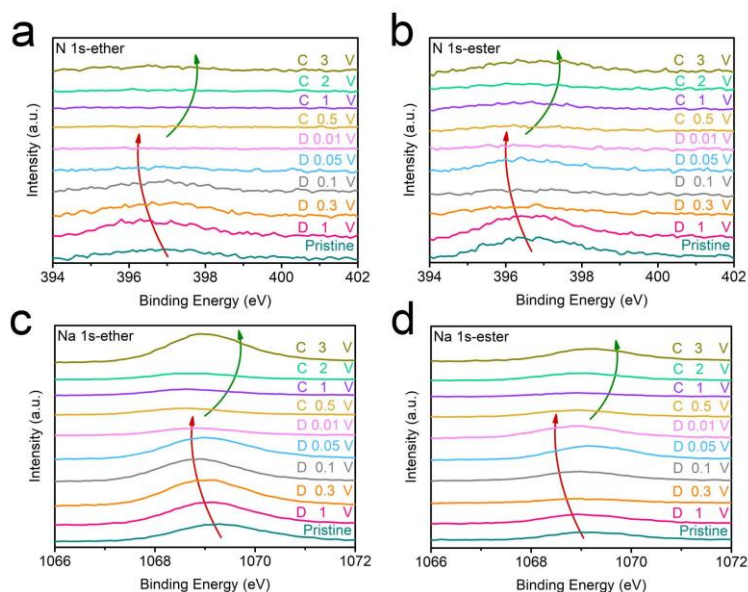 a
N 1s-ether
C 3 V
C 2 V
C 1 V
C 0.5 V
D 0.01 V
D 0.05 V
D 0.1 V
D 0.3 V
D 1 V
Pristine
Intensity (a.u.)
394 396 398 400 402
Binding Energy (eV)
b
N 1s-ester
C 3 V
C 2 V
C 1 V
C 0.5 V
D 0.01 V
D 0.05 V
D 0.1 V
D 0.3 V
D 1 V
Pristine
Intensity (a.u.)
394 396 398 400 402
Binding Energy (eV)
c
Na 1s-ether
C 3 V
C 2 V
C 1 V
C 0.5 V
D 0.01 V
D 0.05 V
D 0.1 V
D 0.3 V
D 1 V
Pristine
Intensity (a.u.)
1066 1068 1070 1072
Binding Energy (eV)
d
Na 1s-ester
C 3 V
C 2 V
C 1 V
C 0.5 V
D 0.01 V
D 0.05 V
D 0.1 V
D 0.3 V
D 1 V
Pristine
Intensity (a.u.)
1066 1068 1070 1072
Binding Energy (eV)